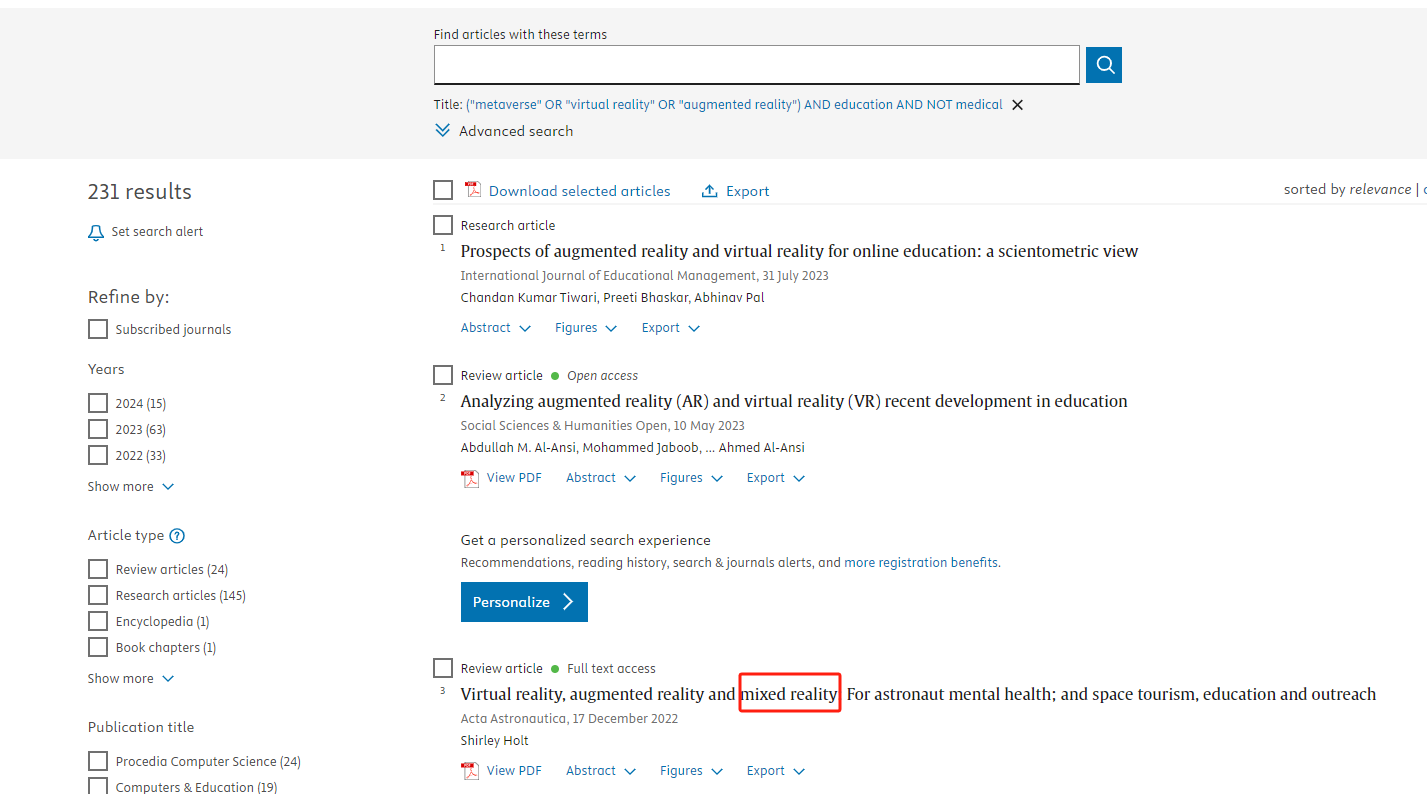 Find articles with these terms
Title: ("metaverse" OR "virtual reality" OR "augmented reality") AND education AND NOT medical
Advanced search
231 results
Set search alert
Refine by:
Subscribed journals
Years
2024 (15)
2023 (63)
2022 (33)
Show more
Article type
Review articles (24)
Research articles (145)
Encyclopedia (1)
Book chapters (1)
Show more
Publication title
Procedia Computer Science (24)
Computers & Education (19)
Download selected articles Export
sorted by relevance |
Research article
1 Prospects of augmented reality and virtual reality for online education: a scientometric view
International Journal of Educational Management, 31 July 2023
Chandan Kumar Tiwari, Preeti Bhaskar, Abhinav Pal
Abstract Figures Export
Review article Open access
2 Analyzing augmented reality (AR) and virtual reality (VR) recent development in education
Social Sciences & Humanities Open, 10 May 2023
Abdullah M. Al-Ansi, Mohammed Jaboob, ... Ahmed Al-Ansi
View PDF Abstract Figures Export
Get a personalized search experience
Recommendations, reading history, search & journals alerts, and more registration benefits.
Personalize
Review article Full text access
3 Virtual reality, augmented reality and mixed reality For astronaut mental health; and space tourism, education and outreach
Acta Astronautica, 17 December 2022
Shirley Holt
View PDF Abstract Figures Export